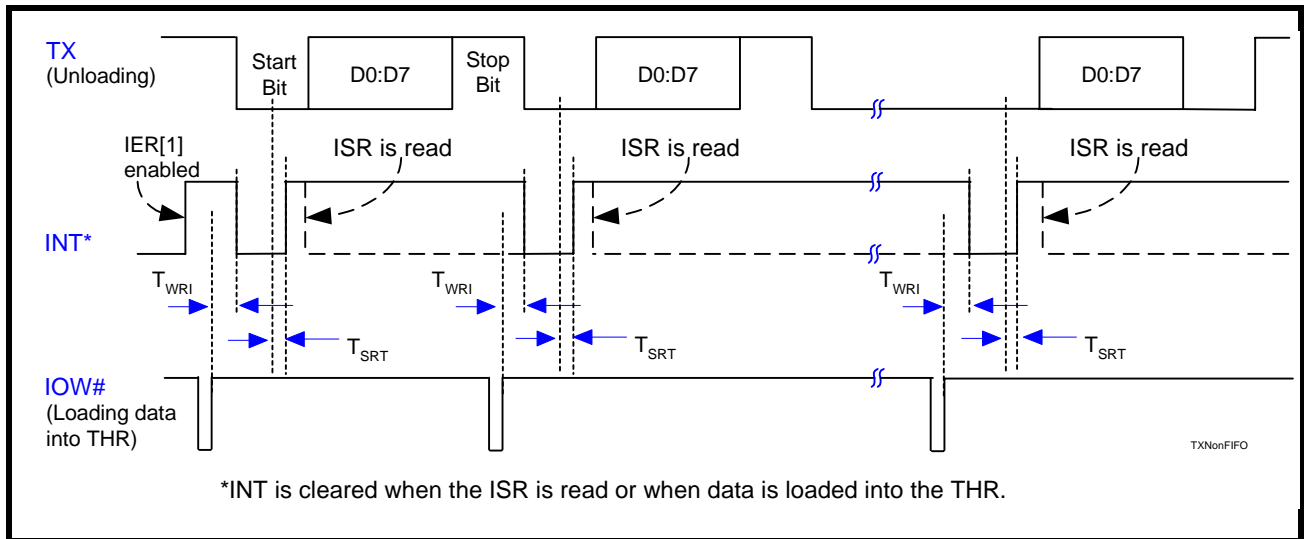 TX
(Unloading)
Start
Bit
D0:D7
Stop
Bit
D0:D7
D0:D7
IER[1]
enabled
ISR is read
ISR is read
ISR is read
INT*
TWRI
TWRI
TWRI
TSRT
TSRT
TSRT
IOW#
(Loading data
into THR)
TXNonFIFO
*INT is cleared when the ISR is read or when data is loaded into the THR.